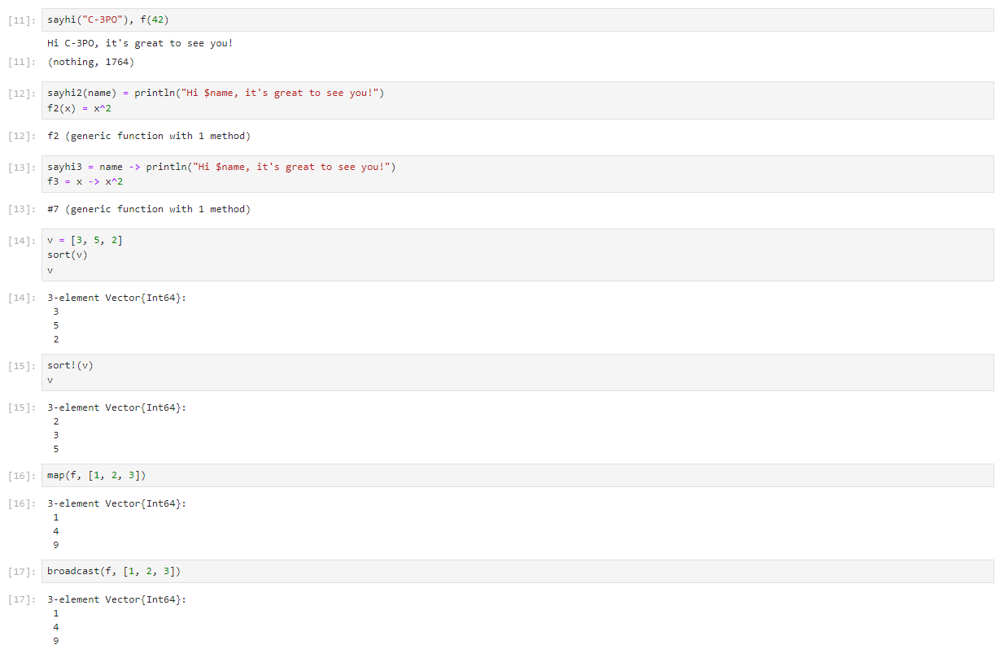 [11]: sayhi("C-3PO"), f(42)
Hi C-3PO, it's great to see you!
[11]: (nothing, 1764)
[12]: sayhi2(name) = println("Hi $name, it's great to see you!")
f2(x) = x^2
[12]: f2 (generic function with 1 method)
[13]: sayhi3 = name -> println("Hi $name, it's great to see you!")
f3 = x -> x^2
[13]: #7 (generic function with 1 method)
[14]: v = [3, 5, 2]
sort(v)
v
[14]: 3-element Vector{Int64}:
3
5
2
[15]: sort!(v)
v
[15]: 3-element Vector{Int64}:
2
3
5
[16]: map(f, [1, 2, 3])
[16]: 3-element Vector{Int64}:
1
4
9
[17]: broadcast(f, [1, 2, 3])
[17]: 3-element Vector{Int64}:
1
4
9